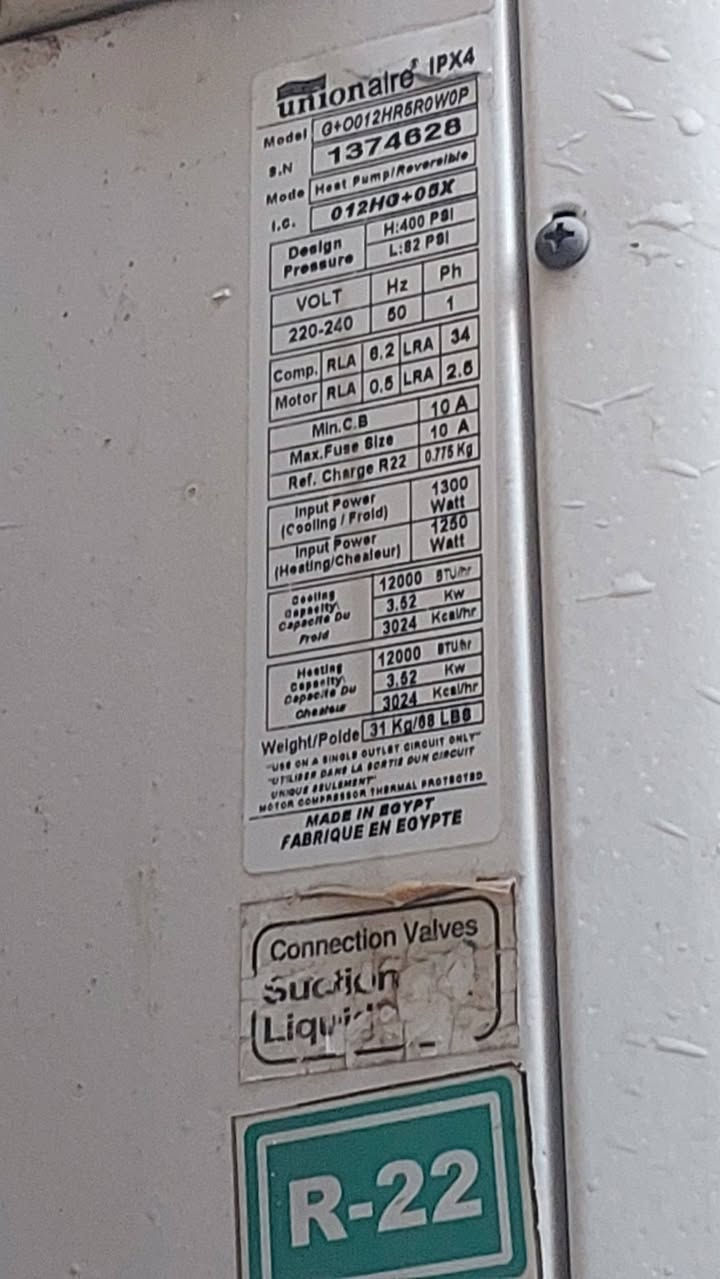 unionaire IPX4
Model G+O012HR5R0W0P
S.N 1374628
Mode Heat Pump/Reversible
I.C. 012HG+05X
Design Pressure H:400 PSI
L:82 PSI
VOLT Hz Ph
220-240 50 1
Comp. RLA 6.2 LRA 34
Motor RLA 0.5 LRA 2.5
Min.C.B 10 A
Max.Fuse Size 10 A
Ref. Charge R22 0.775 Kg
Input Power (Cooling / Froid) 1300 Watt
Input Power (Heating/Chealeur) 1250 Watt
Cooling Capacity Capacite Du Froid 12000 BTU/hr
3.52 Kw
3024 Kcal/hr
Heating Capacity Capacite Du Chealeur 12000 BTU/hr
3.52 Kw
3024 Kcal/hr
Weight/Poide 31 Kg/68 LBS
"USE ON A SINGLE OUTLET CIRCUIT ONLY"
"UTILISER DANS LA SORTIE DUN CIRCUIT
UNIQUE SEULEMENT"
MOTOR COMPRESSOR THERMAL PROTECTED
MADE IN EGYPT
FABRIQUE EN EGYPTE
Connection Valves
Suction
Liquid
R-22